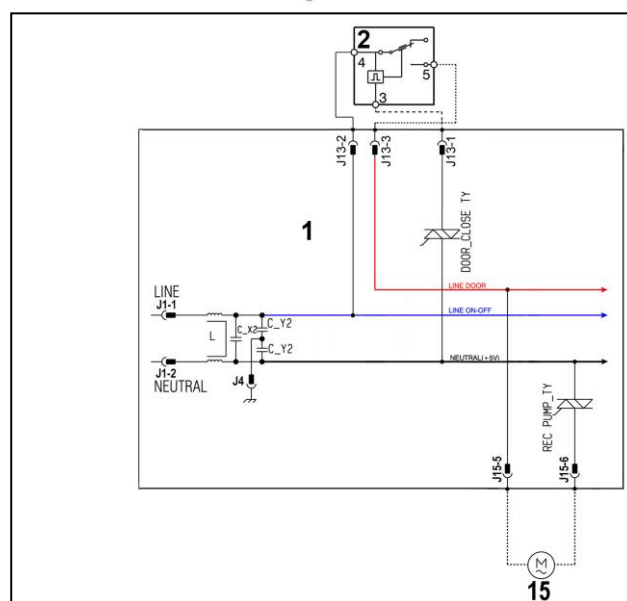 2
4
5
3
J13-2
J13-3
J13-1
1
DOOR_CLOSE TY
LINE DOOR
LINE
J1-1
LINE ON-OFF
L
C_X2
C_Y2
C_Y2
NEUTRAL(+5V)
J1-2
NEUTRAL
J4
REC PUMP_TY
J15-5
J15-6
M
15